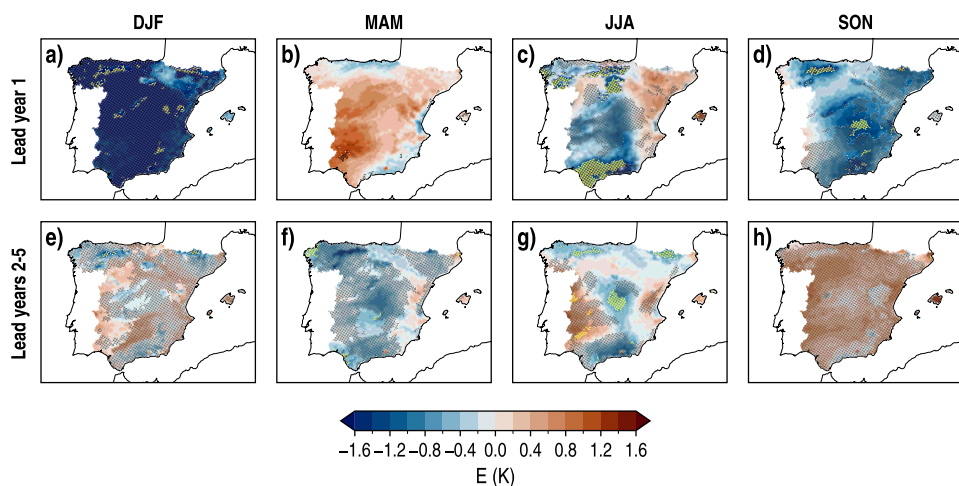 DJF MAM JJA SON
Lead year 1
a) b) c) d)
Lead years 2-5
e) f) g) h)
−1.6 −1.2 −0.8 −0.4 0.0 0.4 0.8 1.2 1.6
E (K)